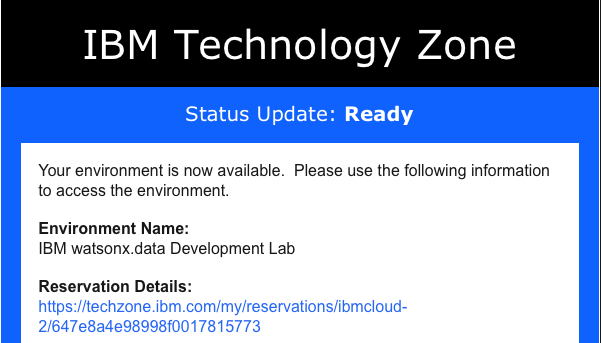 IBM Technology Zone
Status Update: Ready
Your environment is now available.  Please use the following information
to access the environment.
Environment Name:
IBM watsonx.data Development Lab
Reservation Details:
https://techzone.ibm.com/my/reservations/ibmcloud-
2/647e8a4e98998f0017815773